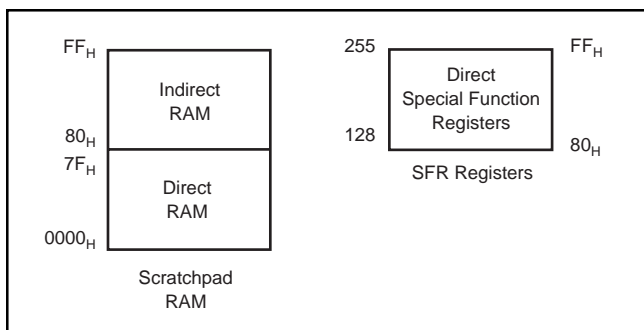 FFH
Indirect
RAM
80H
7FH
Direct
RAM
0000H
Scratchpad
RAM
255
FFH
Direct
Special Function
Registers
128
80H
SFR Registers